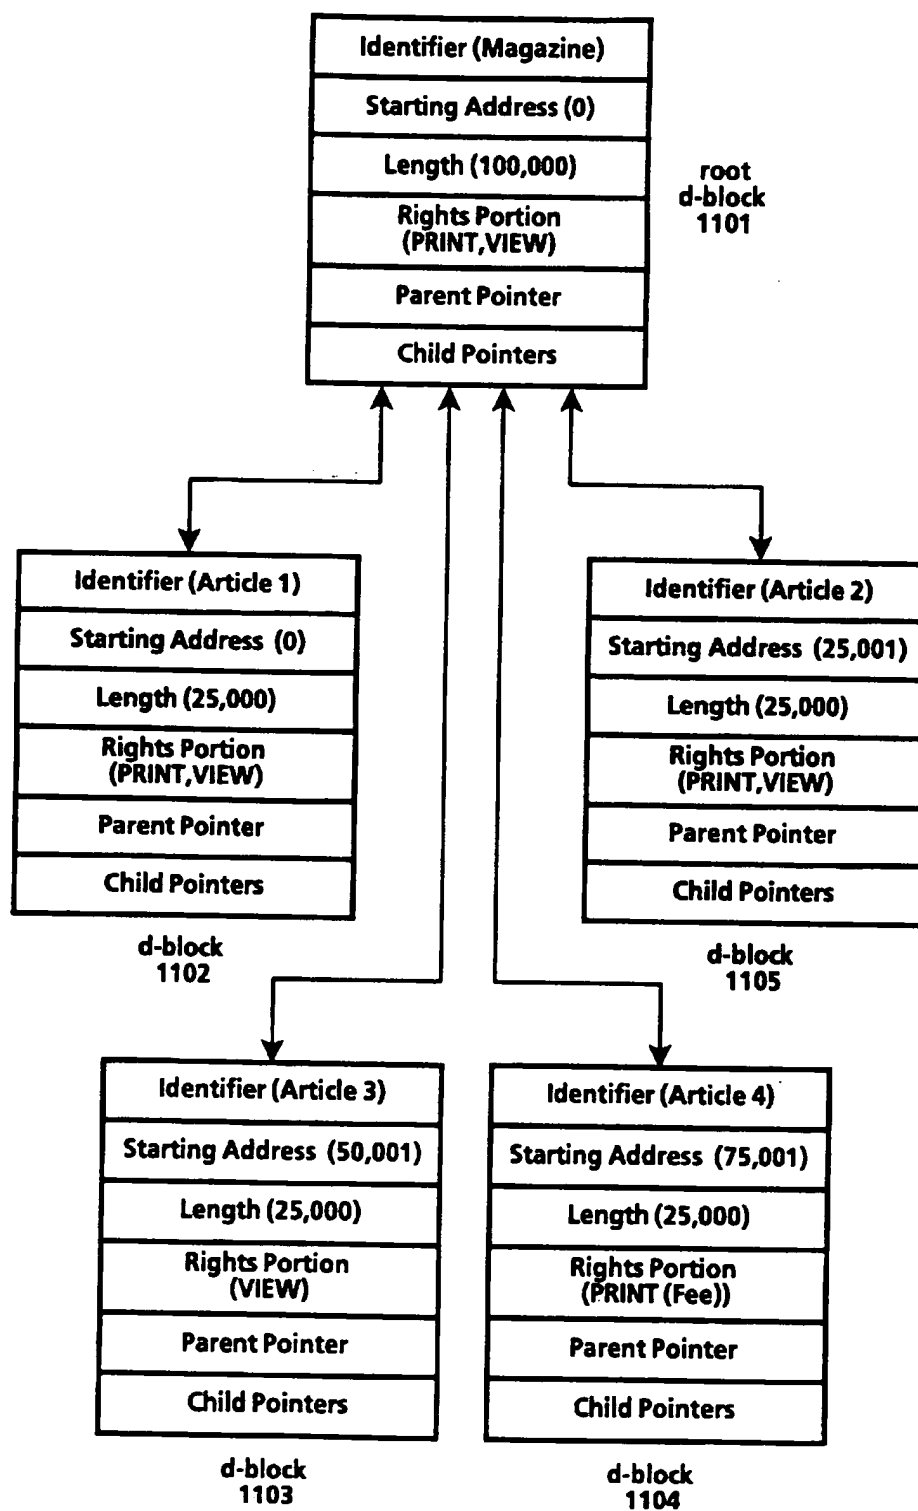 Identifier (Magazine)
Starting Address (0)
Length (100,000)
Rights Portion
(PRINT,VIEW)
Parent Pointer
Child Pointers
root
d-block
1101
Identifier (Article 1)
Starting Address (0)
Length (25,000)
Rights Portion
(PRINT,VIEW)
Parent Pointer
Child Pointers
d-block
1102
Identifier (Article 2)
Starting Address (25,001)
Length (25,000)
Rights Portion
(PRINT,VIEW)
Parent Pointer
Child Pointers
d-block
1105
Identifier (Article 3)
Starting Address (50,001)
Length (25,000)
Rights Portion
(VIEW)
Parent Pointer
Child Pointers
d-block
1103
Identifier (Article 4)
Starting Address (75,001)
Length (25,000)
Rights Portion
(PRINT (Fee))
Parent Pointer
Child Pointers
d-block
1104